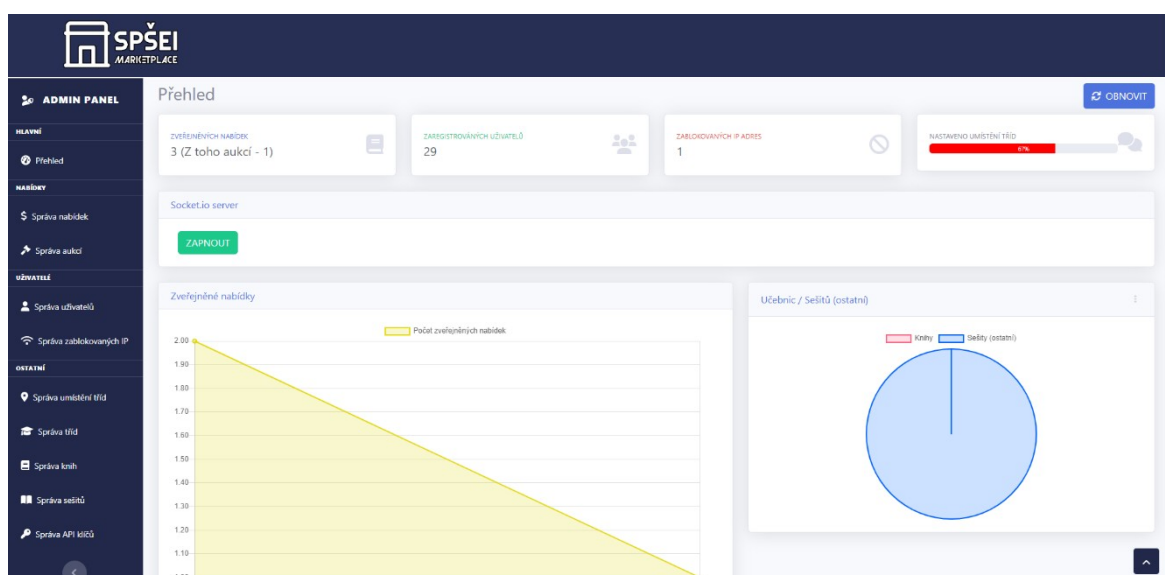 SPŠEI
MARKETPLACE
ADMIN PANEL
HLAVNÍ
Přehled
NABÍDKY
Správa nabídek
Správa aukcí
UŽIVATELÉ
Správa uživatelů
Správa zablokovaných IP
OSTATNÍ
Správa umístění tříd
Správa tříd
Správa knih
Správa sešitů
Správa API klíčů
Přehled
OBNOVIT
ZVEŘEJNĚNÝCH NABÍDEK
3 (Z toho aukcí - 1)
ZAREGISTROVANÝCH UŽIVATELŮ
29
ZABLOKOVANÝCH IP ADRES
1
NASTAVENO UMÍSTĚNÍ TŘÍD
67%
Socket.io server
ZAPNOUT
Zveřejněné nabídky
Počet zveřejněných nabídek
2.00
1.90
1.80
1.70
1.60
1.50
1.40
1.30
1.20
1.10
Učebnic / Sešitů (ostatní)
Knihy Sešity (ostatní)